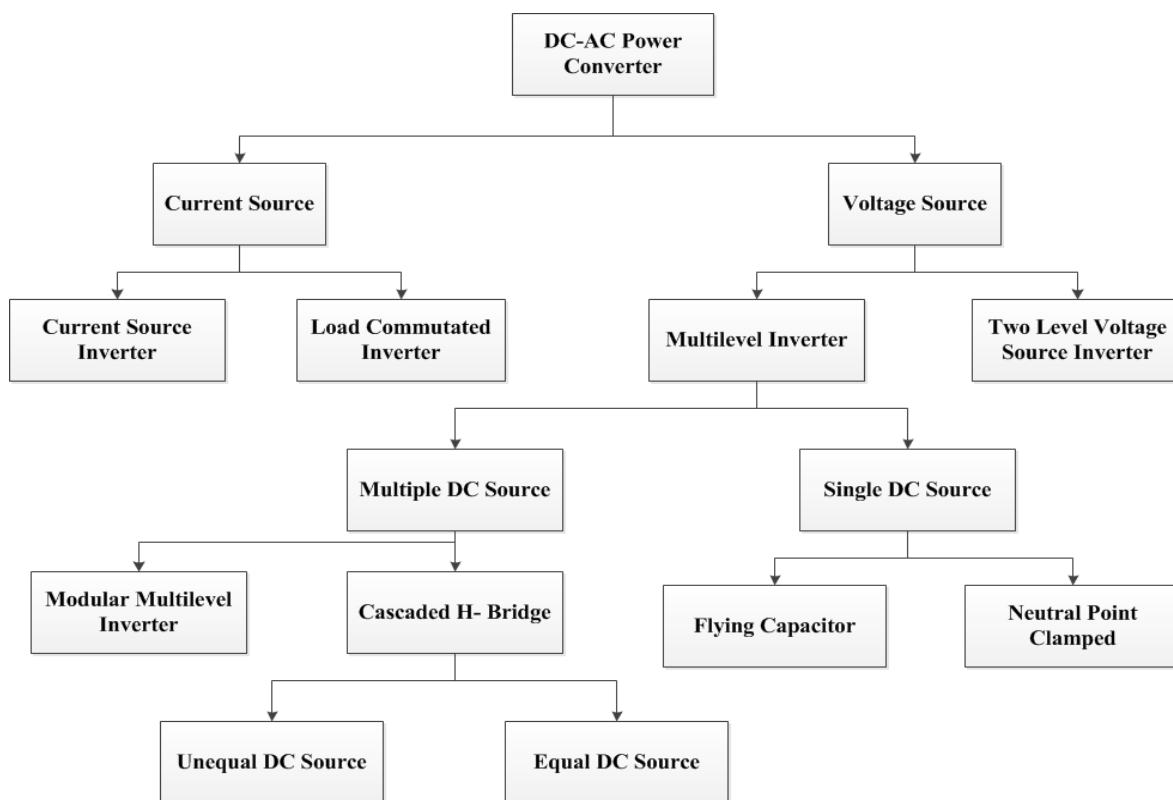 DC-AC Power
Converter
Current Source
Voltage Source
Current Source
Inverter
Load Commutated
Inverter
Multilevel Inverter
Two Level Voltage
Source Inverter
Multiple DC Source
Single DC Source
Modular Multilevel
Inverter
Cascaded H- Bridge
Flying Capacitor
Neutral Point
Clamped
Unequal DC Source
Equal DC Source